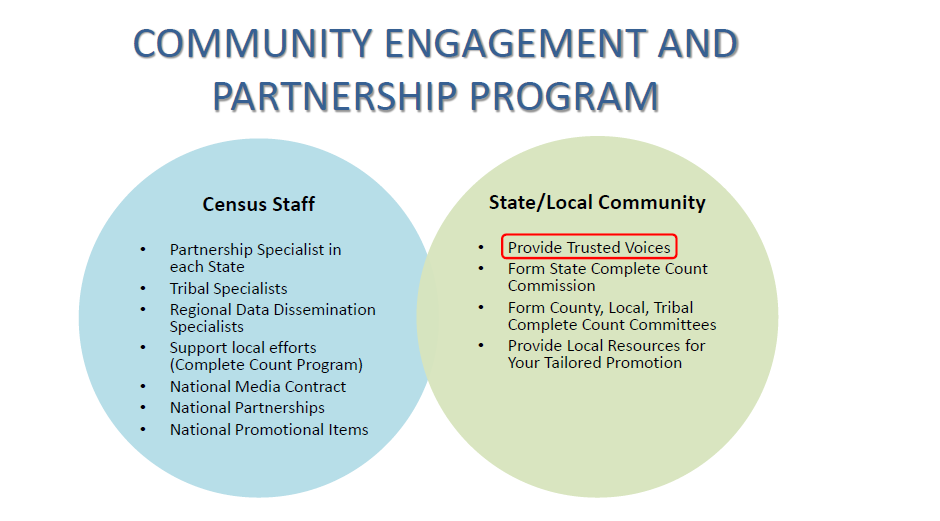 COMMUNITY ENGAGEMENT AND
PARTNERSHIP PROGRAM
Census Staff
• Partnership Specialist in
each State
• Tribal Specialists
• Regional Data Dissemination
Specialists
• Support local efforts
(Complete Count Program)
• National Media Contract
• National Partnerships
• National Promotional Items
State/Local Community
• Provide Trusted Voices
• Form State Complete Count
Commission
• Form County, Local, Tribal
Complete Count Committees
• Provide Local Resources for
Your Tailored Promotion